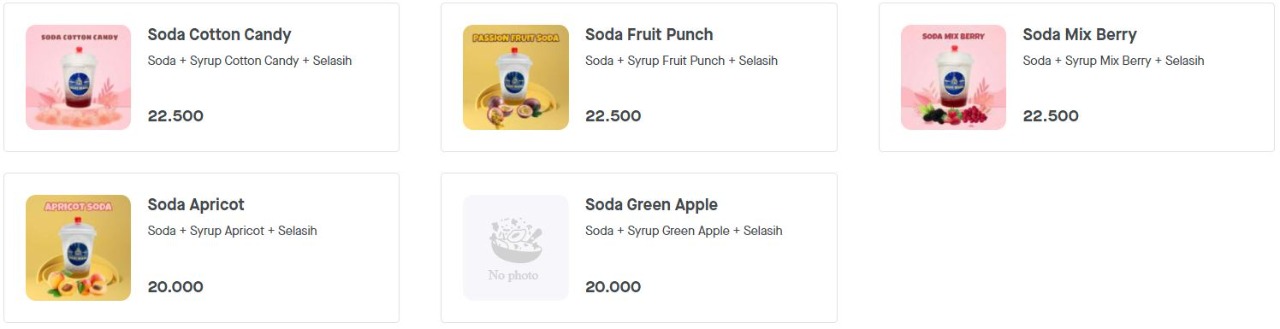 SODA COTTON CANDY
Soda Cotton Candy
Soda + Syrup Cotton Candy + Selasih
22.500
PASSION FRUIT SODA
Soda Fruit Punch
Soda + Syrup Fruit Punch + Selasih
22.500
SODA MIX BERRY
Soda Mix Berry
Soda + Syrup Mix Berry + Selasih
22.500
APRICOT SODA
Soda Apricot
Soda + Syrup Apricot + Selasih
20.000
No photo
Soda Green Apple
Soda + Syrup Green Apple + Selasih
20.000